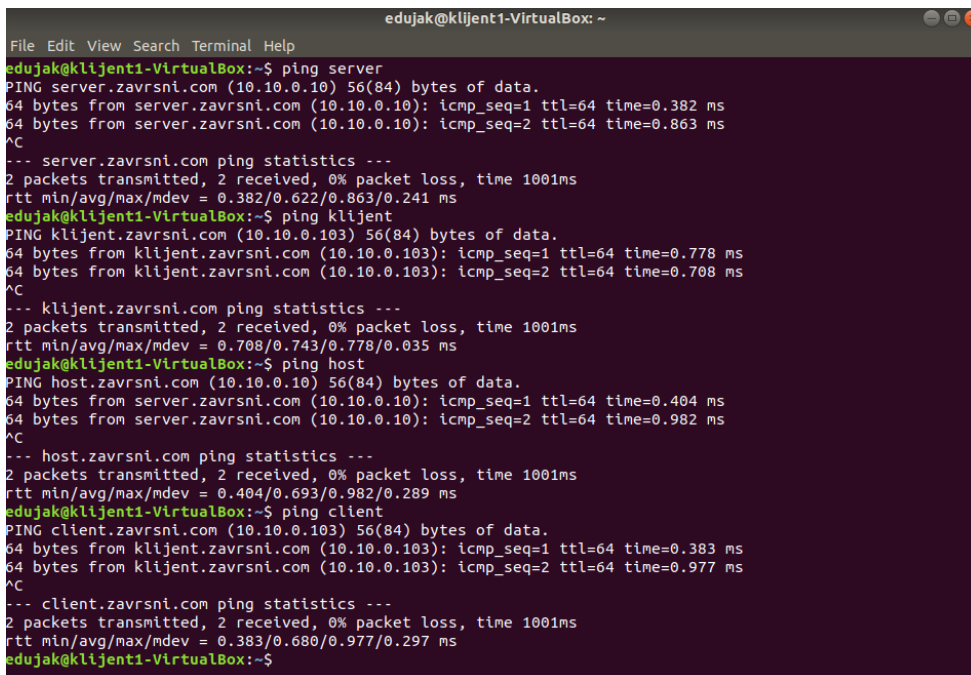 edujak@klijent1-VirtualBox: ~
File Edit View Search Terminal Help
edujak@klijent1-VirtualBox:~$ ping server
PING server.zavrsni.com (10.10.0.10) 56(84) bytes of data.
64 bytes from server.zavrsni.com (10.10.0.10): icmp_seq=1 ttl=64 time=0.382 ms
64 bytes from server.zavrsni.com (10.10.0.10): icmp_seq=2 ttl=64 time=0.863 ms
^C
--- server.zavrsni.com ping statistics ---
2 packets transmitted, 2 received, 0% packet loss, time 1001ms
rtt min/avg/max/mdev = 0.382/0.622/0.863/0.241 ms
edujak@klijent1-VirtualBox:~$ ping klijent
PING klijent.zavrsni.com (10.10.0.103) 56(84) bytes of data.
64 bytes from klijent.zavrsni.com (10.10.0.103): icmp_seq=1 ttl=64 time=0.778 ms
64 bytes from klijent.zavrsni.com (10.10.0.103): icmp_seq=2 ttl=64 time=0.708 ms
^C
--- klijent.zavrsni.com ping statistics ---
2 packets transmitted, 2 received, 0% packet loss, time 1001ms
rtt min/avg/max/mdev = 0.708/0.743/0.778/0.035 ms
edujak@klijent1-VirtualBox:~$ ping host
PING host.zavrsni.com (10.10.0.10) 56(84) bytes of data.
64 bytes from server.zavrsni.com (10.10.0.10): icmp_seq=1 ttl=64 time=0.404 ms
64 bytes from server.zavrsni.com (10.10.0.10): icmp_seq=2 ttl=64 time=0.982 ms
^C
--- host.zavrsni.com ping statistics ---
2 packets transmitted, 2 received, 0% packet loss, time 1001ms
rtt min/avg/max/mdev = 0.404/0.693/0.982/0.289 ms
edujak@klijent1-VirtualBox:~$ ping client
PING client.zavrsni.com (10.10.0.103) 56(84) bytes of data.
64 bytes from klijent.zavrsni.com (10.10.0.103): icmp_seq=1 ttl=64 time=0.383 ms
64 bytes from klijent.zavrsni.com (10.10.0.103): icmp_seq=2 ttl=64 time=0.977 ms
^C
--- client.zavrsni.com ping statistics ---
2 packets transmitted, 2 received, 0% packet loss, time 1001ms
rtt min/avg/max/mdev = 0.383/0.680/0.977/0.297 ms
edujak@klijent1-VirtualBox:~$